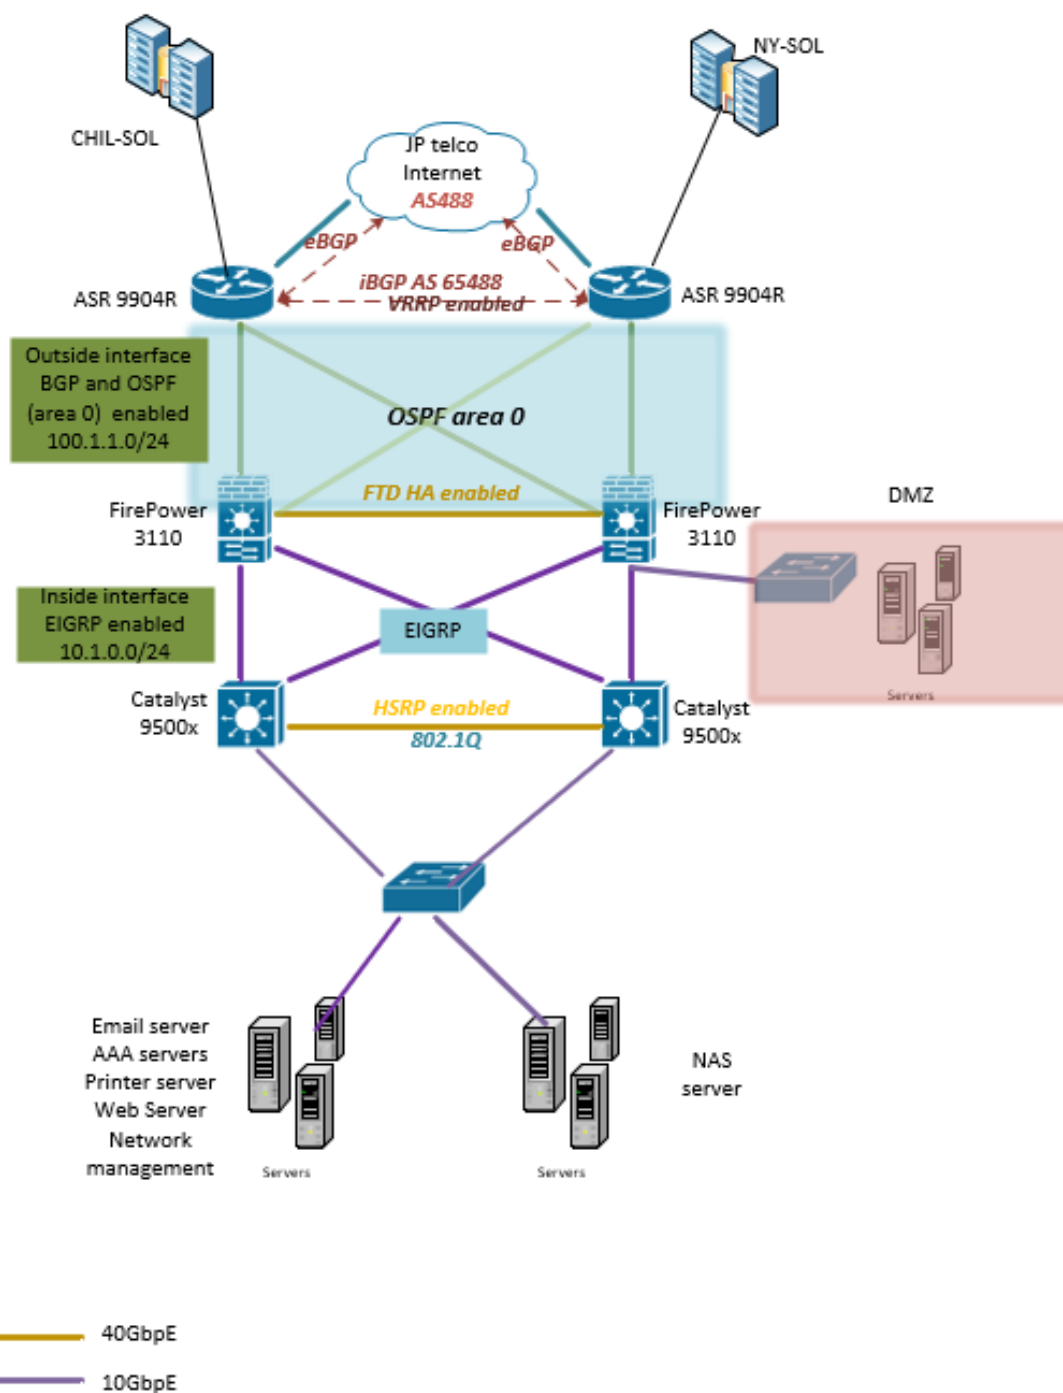 NY-SOL
CHIL-SOL
JP telco
Internet
AS488
eBGP
eBGP
iBGP AS 65488
VRRP enabled
ASR 9904R
ASR 9904R
Outside interface
BGP and OSPF
(area 0) enabled
100.1.1.0/24
OSPF area 0
FTD HA enabled
FirePower
3110
FirePower
3110
DMZ
Inside interface
EIGRP enabled
10.1.0.0/24
EIGRP
Servers
Catalyst
9500x
HSRP enabled
802.1Q
Catalyst
9500x
Email server
AAA servers
Printer server
Web Server
Network
management
Servers
Servers
NAS
server
40GbpE
10GbpE